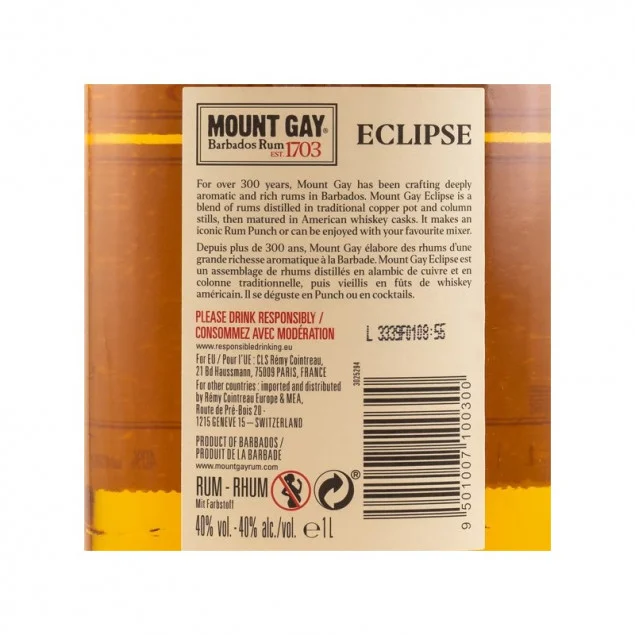 MOUNT GAY®
Barbados Rum
EST. 1703
ECLIPSE
For over 300 years, Mount Gay has been crafting deeply
aromatic and rich rums in Barbados. Mount Gay Eclipse is a
blend of rums distilled in traditional copper pot and column
stills, then matured in American whiskey casks. It makes an
iconic Rum Punch or can be enjoyed with your favourite mixer.
Depuis plus de 300 ans, Mount Gay élabore des rhums d'une
grande richesse aromatique à la Barbade. Mount Gay Eclipse est
un assemblage de rhums distillés en alambic de cuivre et en
colonne traditionnelle, puis vieillis en fûts de whiskey
américain. Il se déguste en Punch ou en cocktails.
PLEASE DRINK RESPONSIBLY /
CONSOMMEZ AVEC MODÉRATION
www.responsibledrinking.eu
L 3339F0108:55
For EU / Pour l'UE : CLS Rémy Cointreau,
21 Bd Haussmann, 75009 PARIS, FRANCE
For other countries : imported and distributed
by Rémy Cointreau Europe & MEA,
Route de Pré-Bois 20 -
1215 GENEVE 15 – SWITZERLAND
PRODUCT OF BARBADOS /
PRODUIT DE LA BARBADE
www.mountgayrum.com
RUM - RHUM
Mit Farbstoff
40% vol. - 40% alc./vol. e 1L
3025294
9 501007 100300